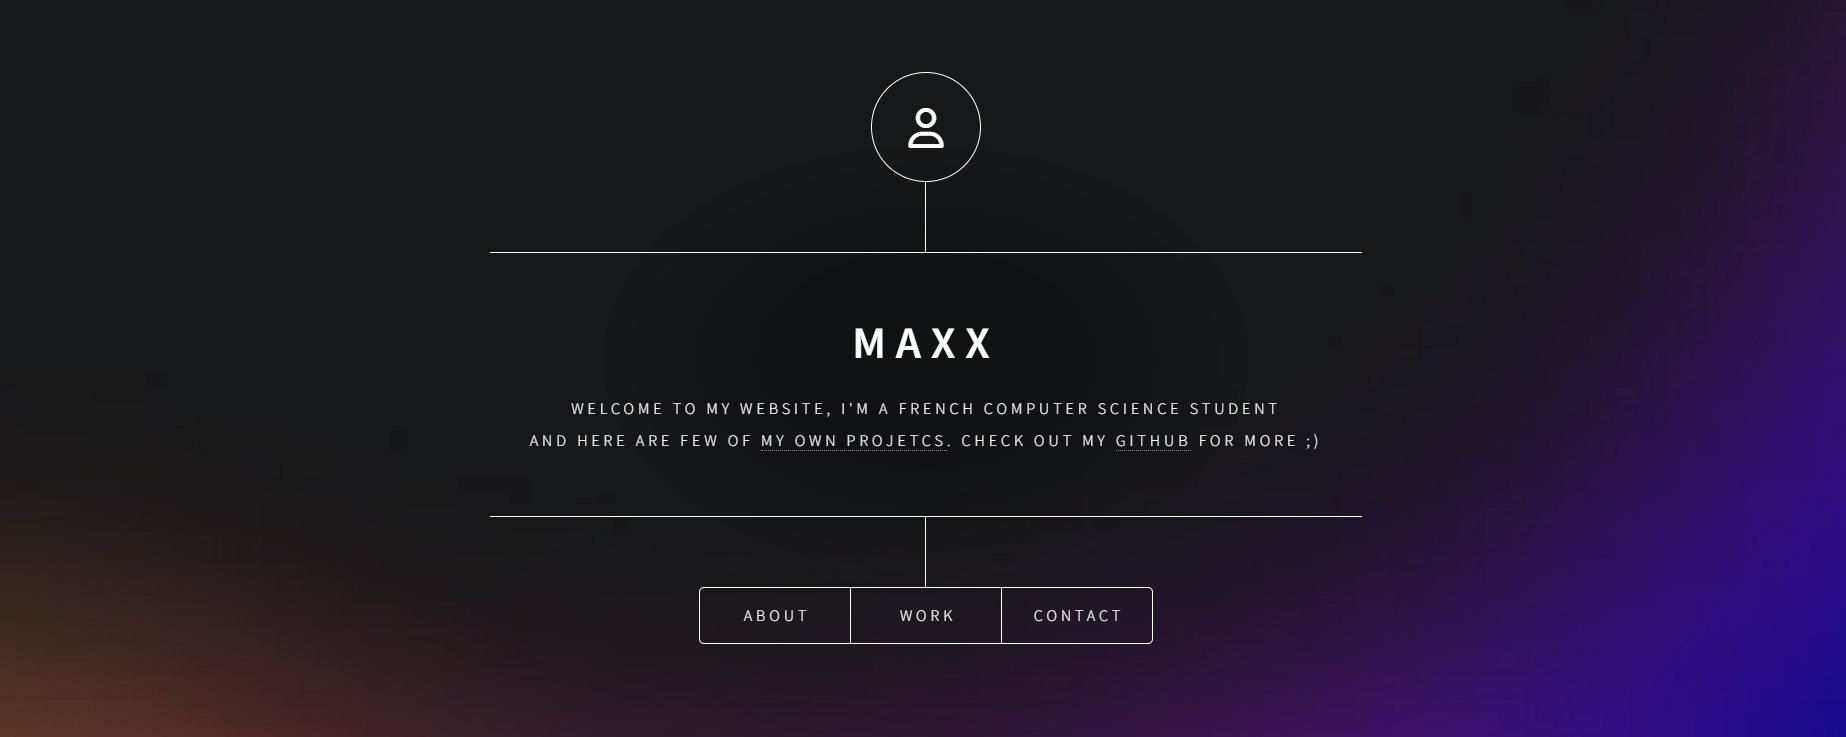 MAXX
WELCOME TO MY WEBSITE, I'M A FRENCH COMPUTER SCIENCE STUDENT
AND HERE ARE FEW OF MY OWN PROJETCS. CHECK OUT MY GITHUB FOR MORE ;)
ABOUT WORK CONTACT